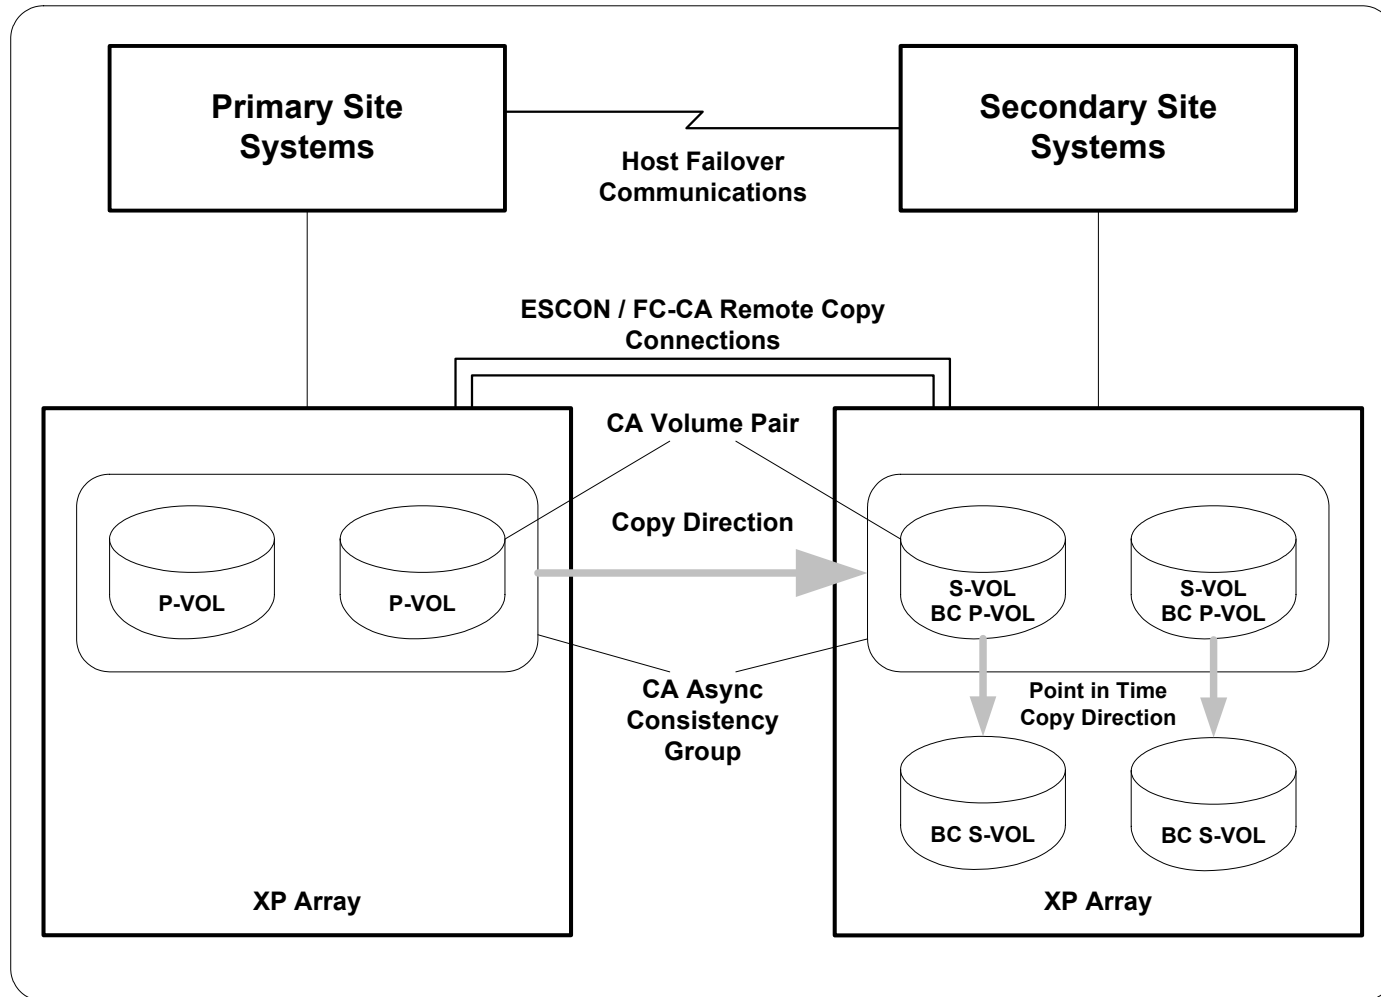 Primary Site
Systems
Secondary Site
Systems
Host Failover
Communications
ESCON / FC-CA Remote Copy
Connections
CA Volume Pair
Copy Direction
P-VOL
P-VOL
S-VOL
BC P-VOL
S-VOL
BC P-VOL
CA Async
Consistency
Group
Point in Time
Copy Direction
BC S-VOL
BC S-VOL
XP Array
XP Array